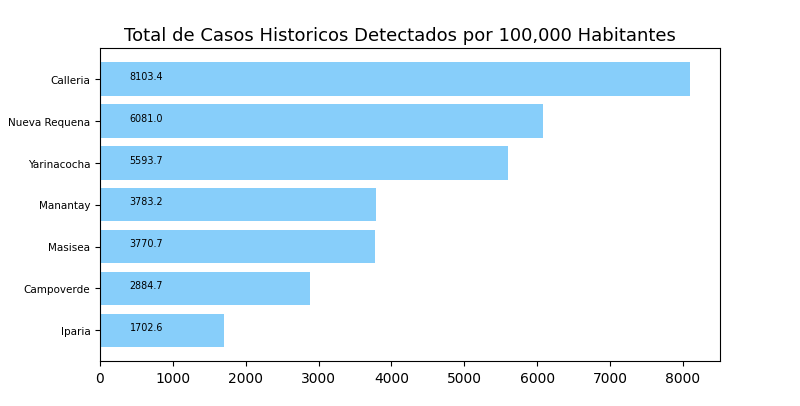 Total de Casos Historicos Detectados por 100,000 Habitantes
Calleria 8103.4
Nueva Requena 6081.0
Yarinacocha 5593.7
Manantay 3783.2
Masisea 3770.7
Campoverde 2884.7
Iparia 1702.6
0 1000 2000 3000 4000 5000 6000 7000 8000